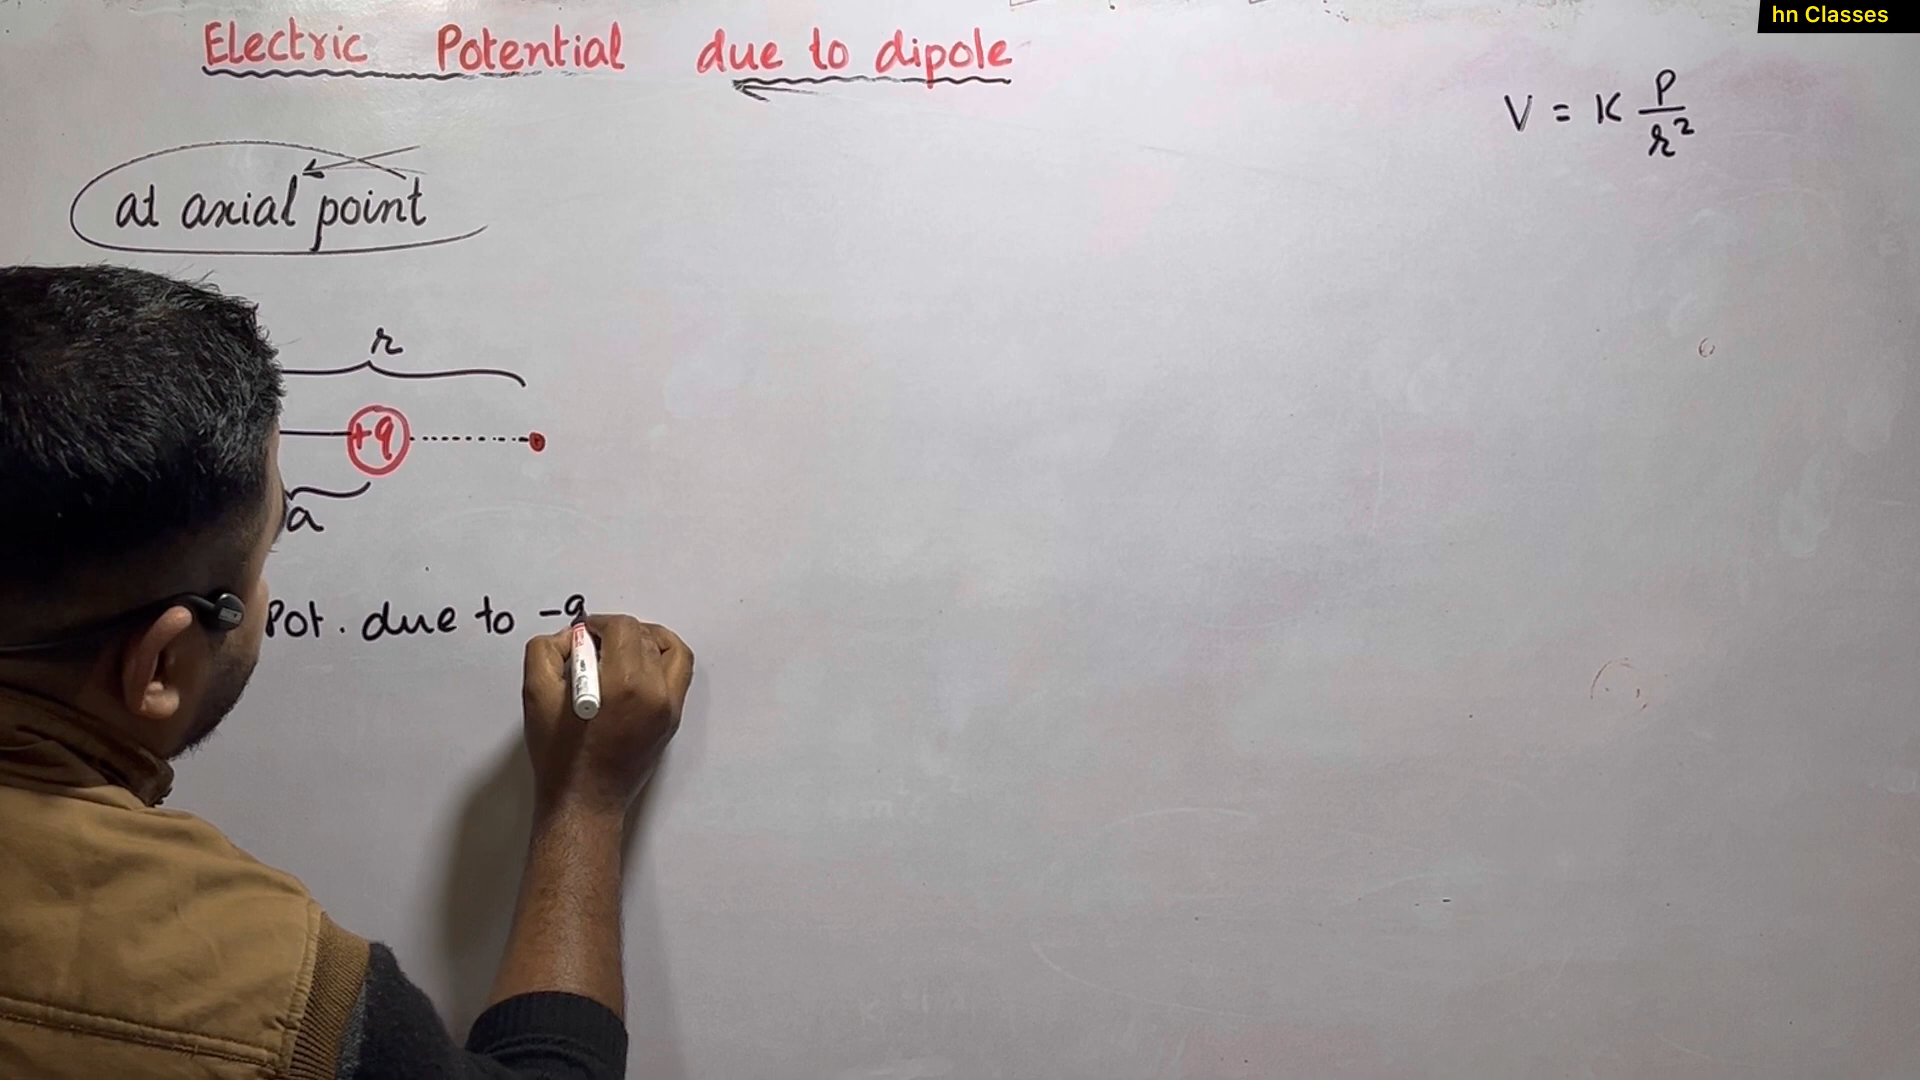 hn Classes
Electric Potential due to dipole
V = K P/r²
at axial point
r
+q
a
Pot. due to -q